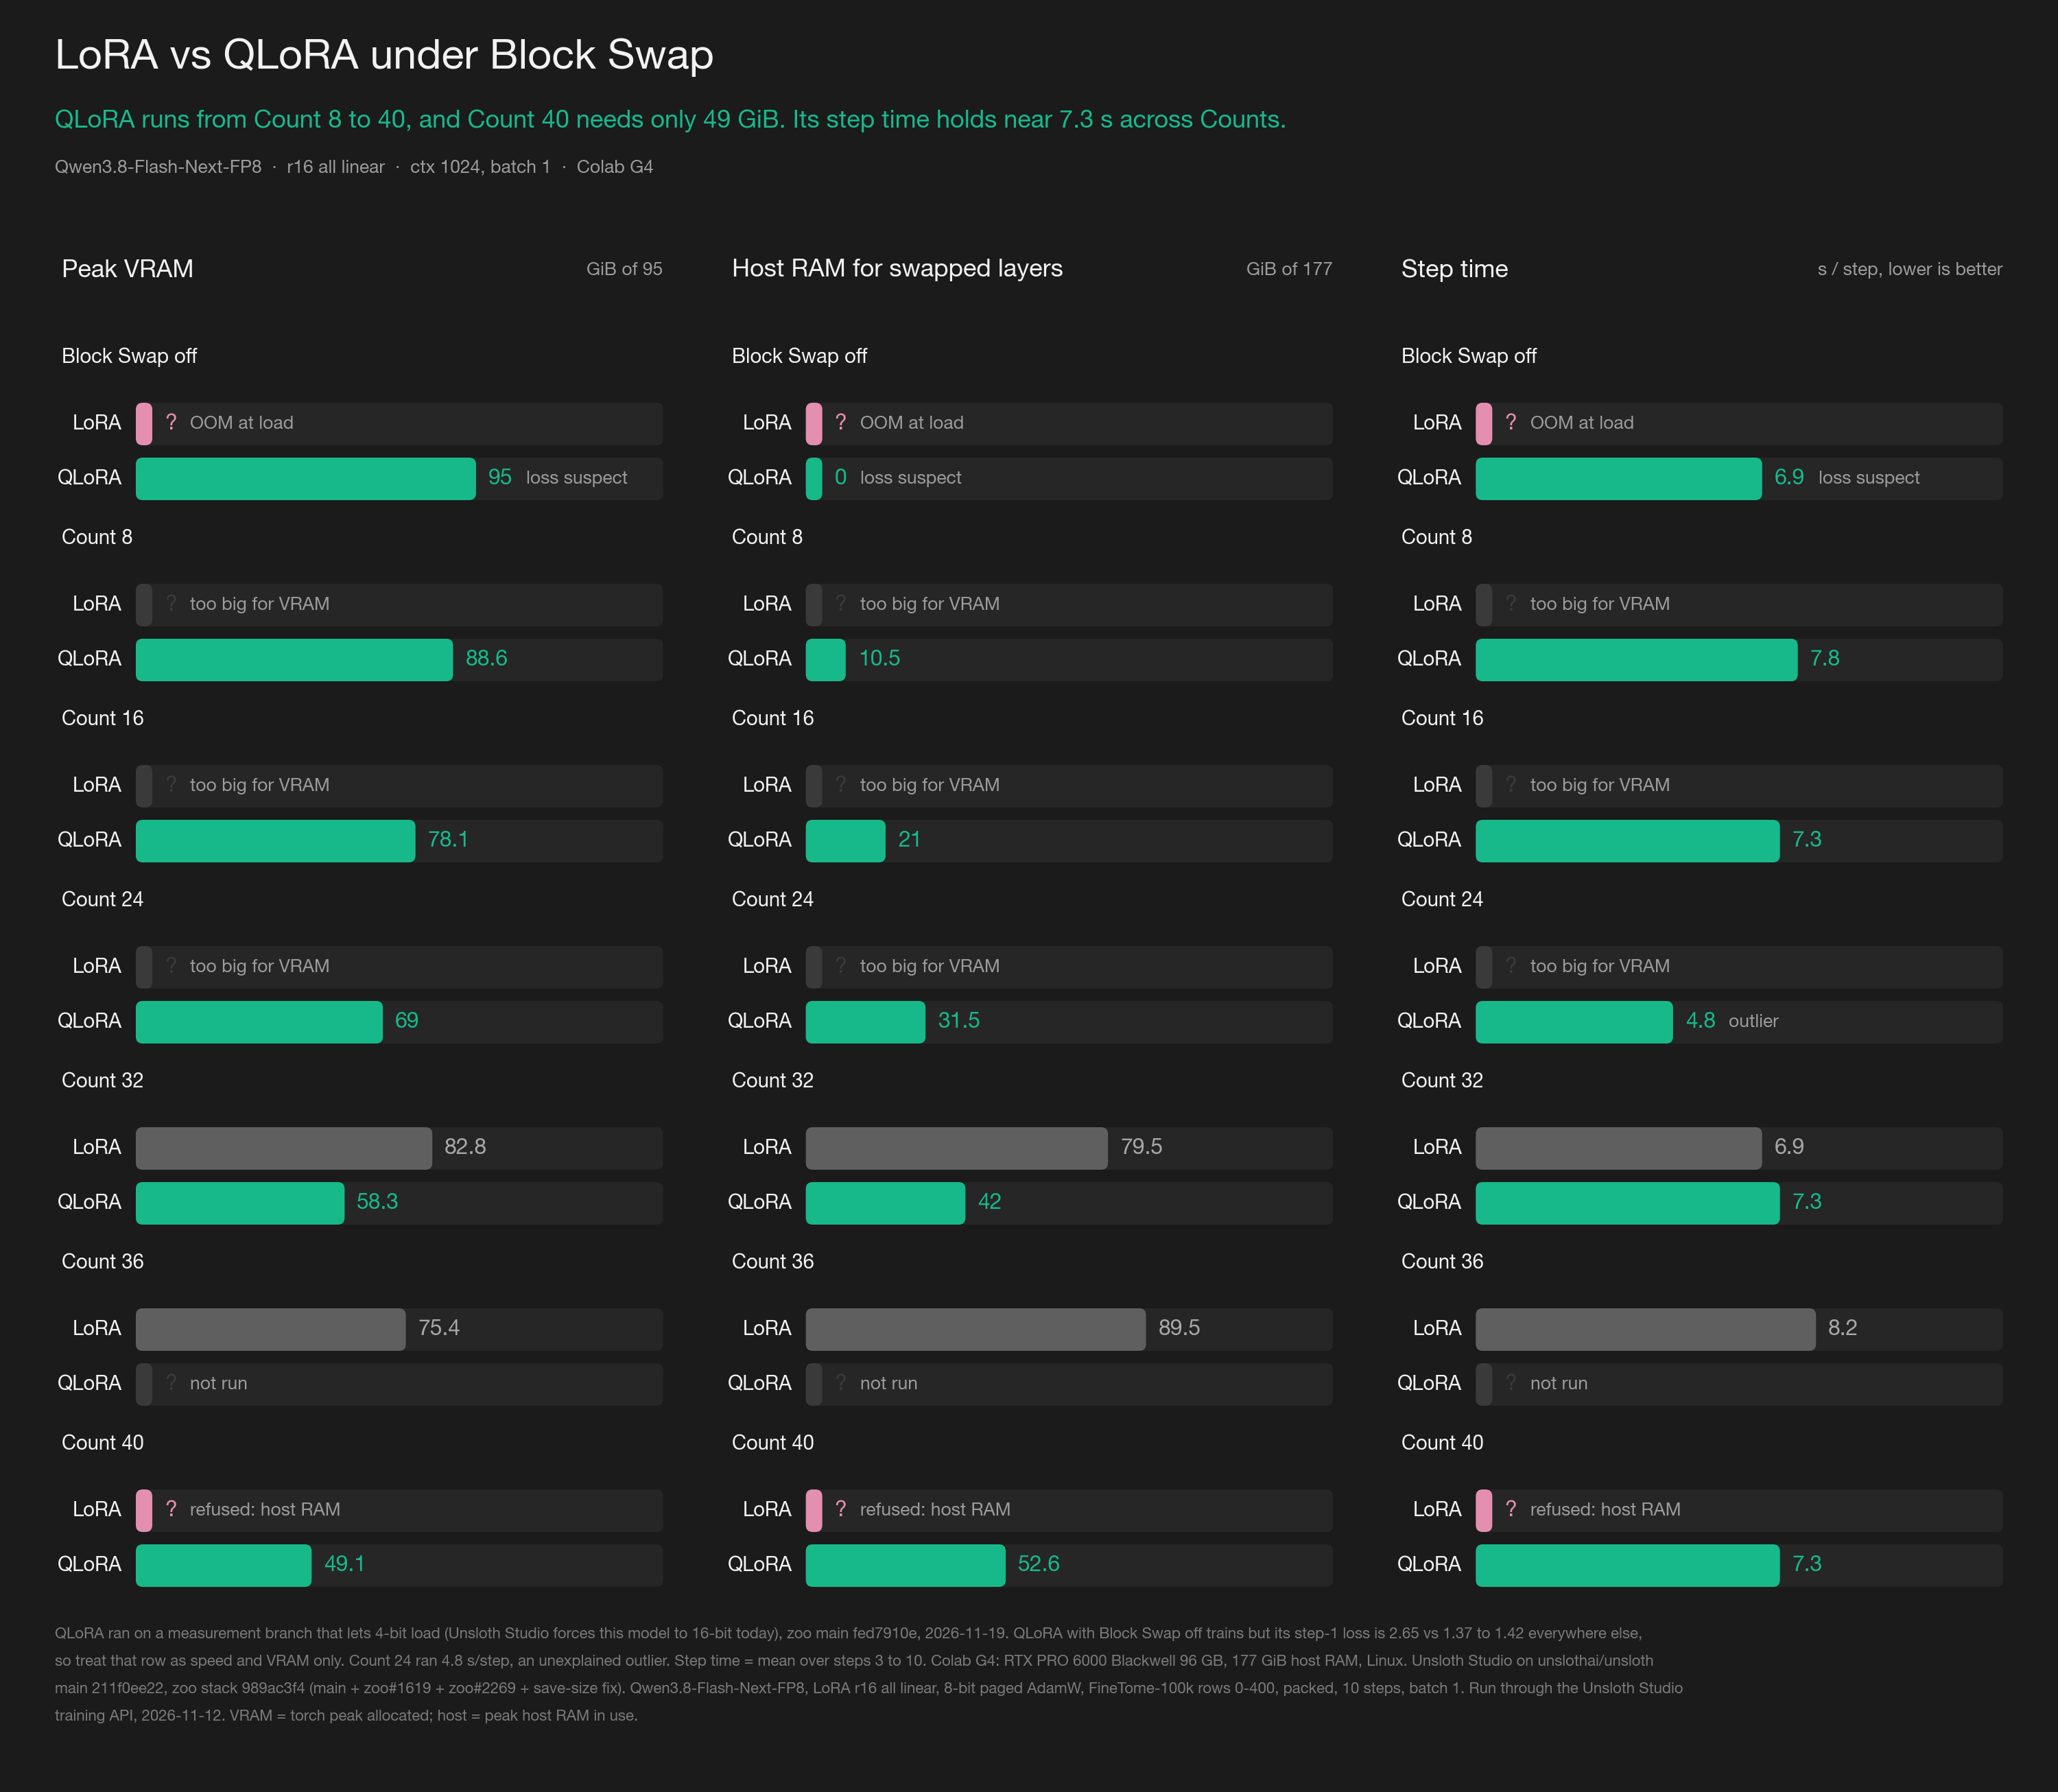 LoRA vs QLoRA under Block Swap
QLoRA runs from Count 8 to 40, and Count 40 needs only 49 GiB. Its step time holds near 7.3 s across Counts.
Qwen3.8-Flash-Next-FP8 · r16 all linear · ctx 1024, batch 1 · Colab G4
Peak VRAM GiB of 95
Block Swap off
LoRA ? OOM at load
QLoRA 95 loss suspect
Count 8
LoRA ? too big for VRAM
QLoRA 88.6
Count 16
LoRA ? too big for VRAM
QLoRA 78.1
Count 24
LoRA ? too big for VRAM
QLoRA 69
Count 32
LoRA 82.8
QLoRA 58.3
Count 36
LoRA 75.4
QLoRA ? not run
Count 40
LoRA ? refused: host RAM
QLoRA 49.1
Host RAM for swapped layers GiB of 177
Block Swap off
LoRA ? OOM at load
QLoRA 0 loss suspect
Count 8
LoRA ? too big for VRAM
QLoRA 10.5
Count 16
LoRA ? too big for VRAM
QLoRA 21
Count 24
LoRA ? too big for VRAM
QLoRA 31.5
Count 32
LoRA 79.5
QLoRA 42
Count 36
LoRA 89.5
QLoRA ? not run
Count 40
LoRA ? refused: host RAM
QLoRA 52.6
Step time s / step, lower is better
Block Swap off
LoRA ? OOM at load
QLoRA 6.9 loss suspect
Count 8
LoRA ? too big for VRAM
QLoRA 7.8
Count 16
LoRA ? too big for VRAM
QLoRA 7.3
Count 24
LoRA ? too big for VRAM
QLoRA 4.8 outlier
Count 32
LoRA 6.9
QLoRA 7.3
Count 36
LoRA 8.2
QLoRA ? not run
Count 40
LoRA ? refused: host RAM
QLoRA 7.3
QLoRA ran on a measurement branch that lets 4-bit load (Unsloth Studio forces this model to 16-bit today), zoo main fed7910e, 2026-11-19. QLoRA with Block Swap off trains but its step-1 loss is 2.65 vs 1.37 to 1.42 everywhere else,
so treat that row as speed and VRAM only. Count 24 ran 4.8 s/step, an unexplained outlier. Step time = mean over steps 3 to 10. Colab G4: RTX PRO 6000 Blackwell 96 GB, 177 GiB host RAM, Linux. Unsloth Studio on unslothai/unsloth
main 211f0ee22, zoo stack 989ac3f4 (main + zoo#1619 + zoo#2269 + save-size fix). Qwen3.8-Flash-Next-FP8, LoRA r16 all linear, 8-bit paged AdamW, FineTome-100k rows 0-400, packed, 10 steps, batch 1. Run through the Unsloth Studio
training API, 2026-11-12. VRAM = torch peak allocated; host = peak host RAM in use.